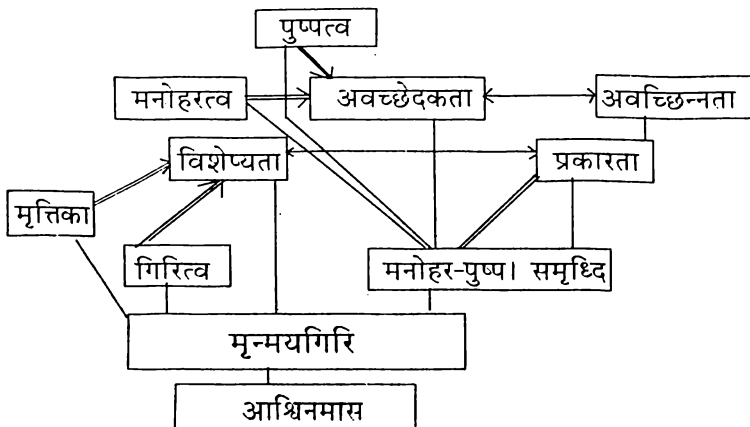 पुष्पत्व
मनोहरत्व
अवच्छेदकता
अवच्छिन्नता
विशेष्यता
प्रकारता
मृत्तिका
गिरित्व
मनोहर-पुष्प। समृध्दि
मृन्मयगिरि
आश्विनमास